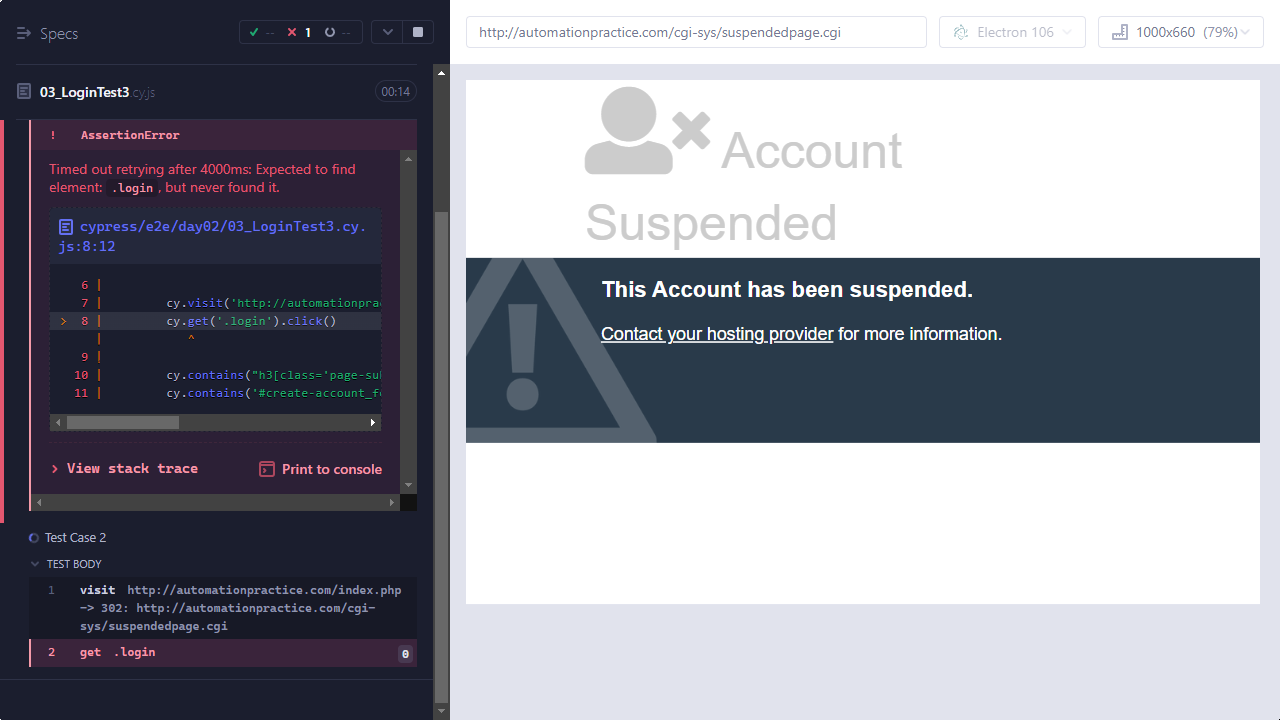 Specs
-- 1 --
03_LoginTest3.cy.js 00:14
! AssertionError
Timed out retrying after 4000ms: Expected to find
element: .login, but never found it.
cypress/e2e/day02/03_LoginTest3.cy.
js:8:12
6 |
7 | cy.visit('http://automationprac
> 8 | cy.get('.login').click()
| ^
9 |
10 | cy.contains("h3[class='page-sub
11 | cy.contains('#create-account_fo
> View stack trace
Print to console
Test Case 2
TEST BODY
1 visit http://automationpractice.com/index.php
-> 302: http://automationpractice.com/cgi-
sys/suspendedpage.cgi
2 get .login 0
http://automationpractice.com/cgi-sys/suspendedpage.cgi
Electron 106
1000x660 (79%)
Account
Suspended
This Account has been suspended.
Contact your hosting provider for more information.